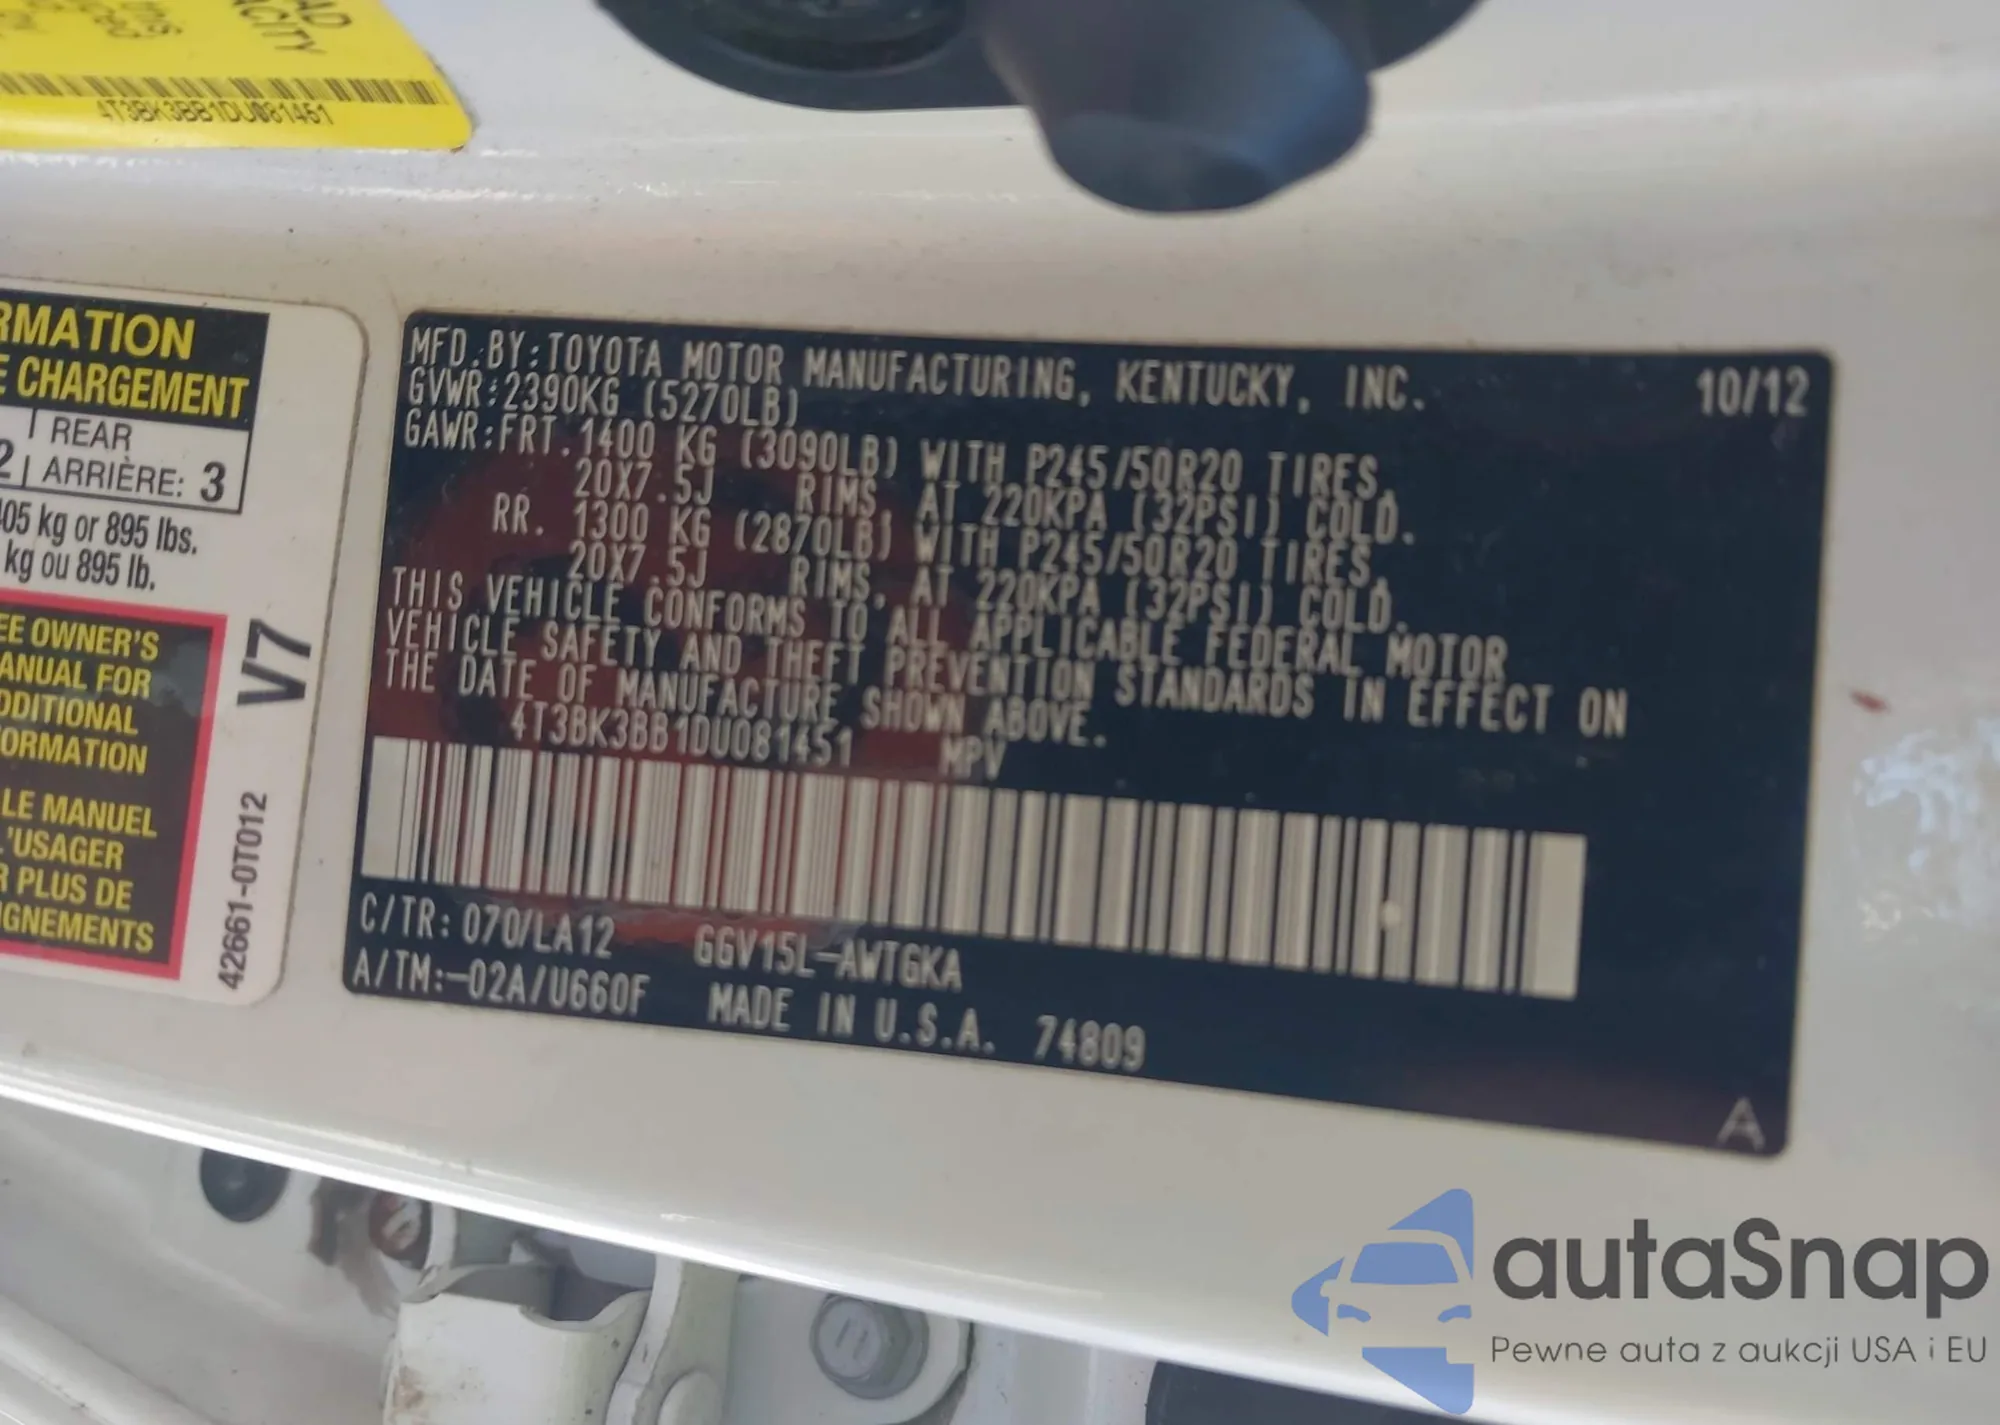 AD
ACITY
4T3BK3BB1DU081451
RMATION
E CHARGEMENT
2 | REAR
ARRIÈRE: 3
405 kg or 895 lbs.
kg ou 895 lb.
EE OWNER'S
ANUAL FOR
DDITIONAL
ORMATION
LE MANUEL
L'USAGER
R PLUS DE
IGNEMENTS
V7
42661-0T012
MFD.BY:TOYOTA MOTOR MANUFACTURING, KENTUCKY, INC. 10/12
GVWR:2390KG (5270LB)
GAWR:FRT.1400 KG (3090LB) WITH P245/50R20 TIRES,
20X7.5J RIMS, AT 220KPA (32PSI) COLD.
RR. 1300 KG (2870LB) WITH P245/50R20 TIRES,
20X7.5J RIMS, AT 220KPA (32PSI) COLD.
THIS VEHICLE CONFORMS TO ALL APPLICABLE FEDERAL MOTOR
VEHICLE SAFETY AND THEFT PREVENTION STANDARDS IN EFFECT ON
THE DATE OF MANUFACTURE SHOWN ABOVE.
4T3BK3BB1DU081451 MPV
C/TR: 070/LA12 GGV15L-AWTGKA
A/TM:-02A/U660F MADE IN U.S.A. 74809
A
autaSnap
Pewne auta z aukcji USA i EU